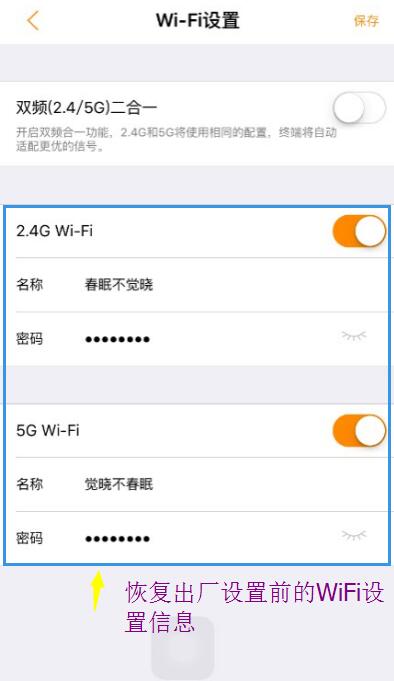 Wi-Fi设置
保存
双频(2.4/5G)二合一
开启双频合一功能，2.4G和5G将使用相同的配置，终端将自动
适配更优的信号。
2.4G Wi-Fi
名称 春眠不觉晓
密码 ●●●●●●●●
5G Wi-Fi
名称 觉晓不春眠
密码 ●●●●●●●●
恢复出厂设置前的WiFi设
置信息